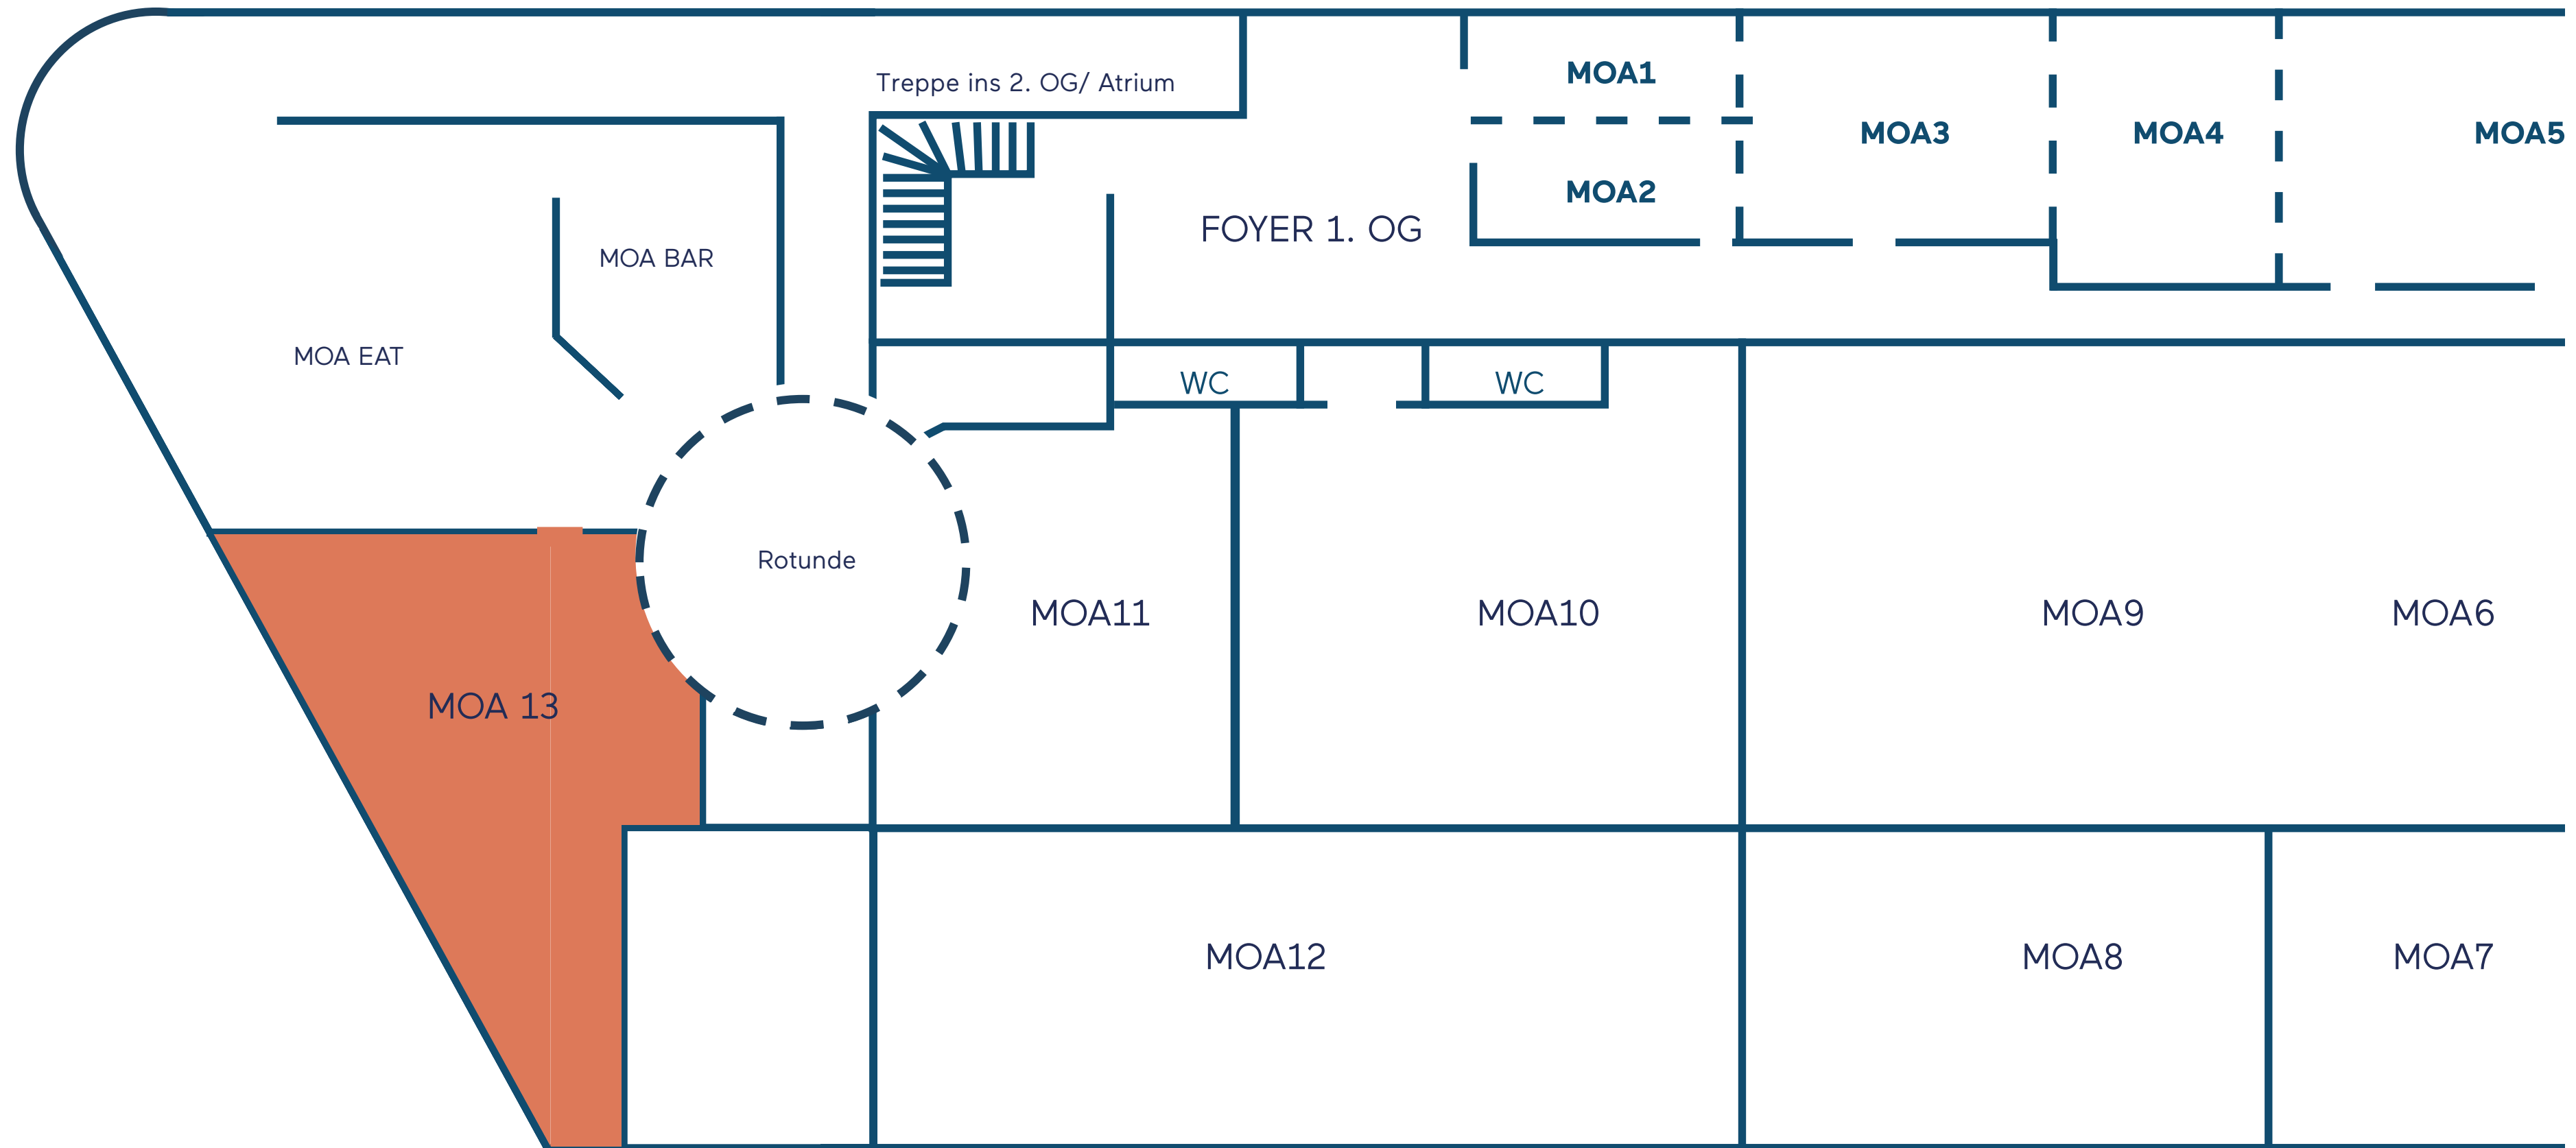 Treppe ins 2. OG/ Atrium
MOA1
MOA3
MOA4
MOA5
MOA2
FOYER 1. OG
MOA BAR
MOA EAT
WC
WC
Rotunde
MOA11
MOA10
MOA9
MOA6
MOA 13
MOA12
MOA8
MOA7